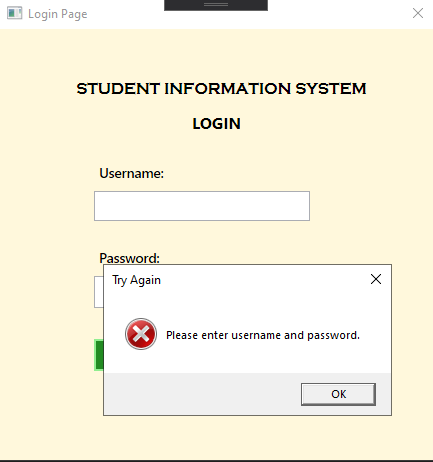 Login Page
STUDENT INFORMATION SYSTEM
LOGIN
Username:
Password:
Try Again
Please enter username and password.
OK